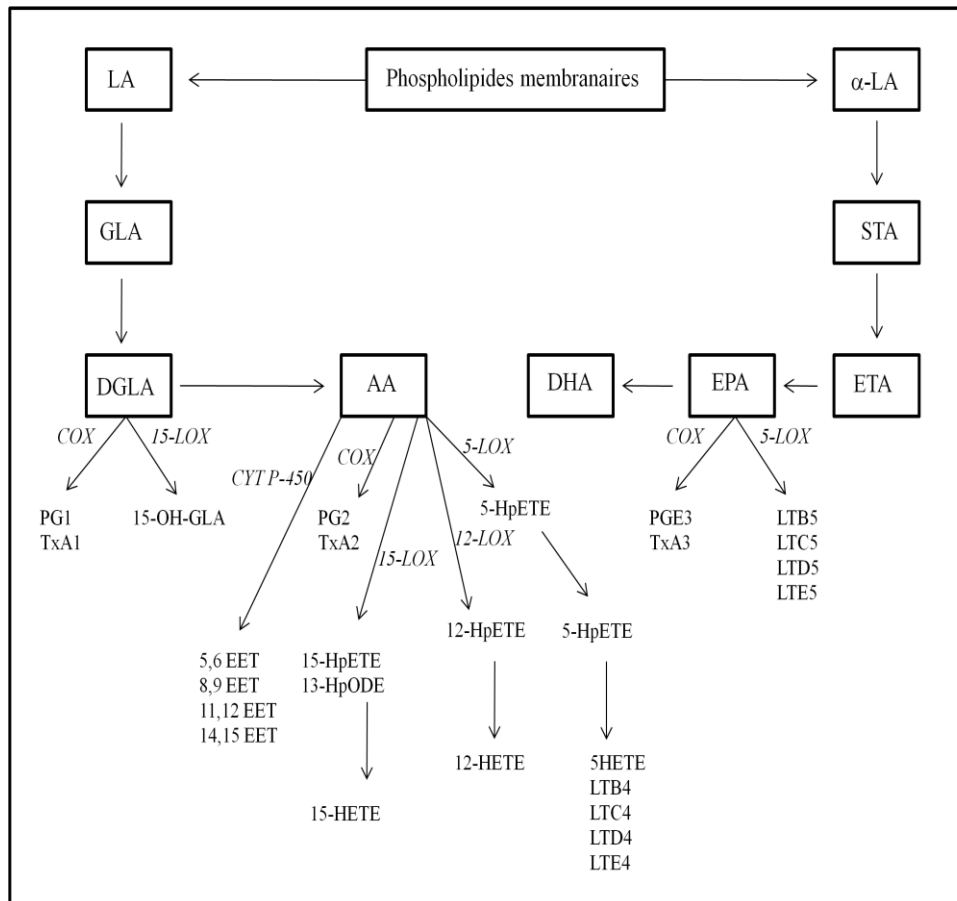 LA
Phospholipides membranaires
α-LA
GLA
STA
DGLA
AA
DHA
EPA
ETA
COX
15-LOX
CYT P-450
COX
5-LOX
COX
5-LOX
PG1
TxA1
15-OH-GLA
PG2
TxA2
15-LOX
12-LOX
5-HpETE
PGE3
TxA3
LTB5
LTC5
LTD5
LTE5
5,6 EET
8,9 EET
11,12 EET
14,15 EET
15-HpETE
13-HpODE
12-HpETE
5-HpETE
15-HETE
12-HETE
5HETE
LTB4
LTC4
LTD4
LTE4